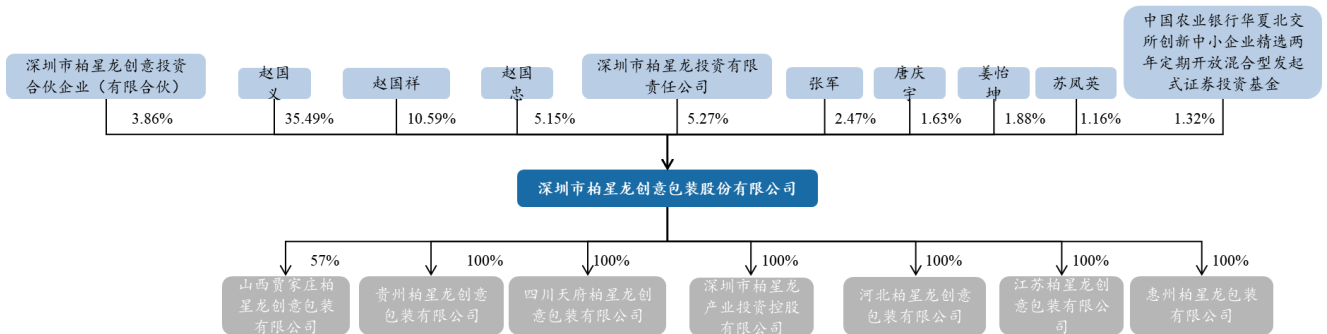 深圳市柏星龙创意投资
合伙企业（有限合伙）
赵国
义
赵国祥
赵国
忠
深圳市柏星龙投资有限
责任公司
张军
唐庆
宇
姜怡
坤
苏凤英
中国农业银行华夏北交
所创新中小企业精选两
年定期开放混合型发起
式证券投资基金
3.86%
35.49%
10.59%
5.15%
5.27%
2.47%
1.63%
1.88%
1.16%
1.32%
深圳市柏星龙创意包装股份有限公司
57%
100%
100%
100%
100%
100%
100%
山西贾家庄柏
星龙创意包装
有限公司
贵州柏星龙创意
包装有限公司
四川天府柏星龙创
意包装有限公司
深圳市柏星龙
产业投资控股
有限公司
河北柏星龙创意
包装有限公司
江苏柏星龙创
意包装有限公
司
惠州柏星龙包装
有限公司